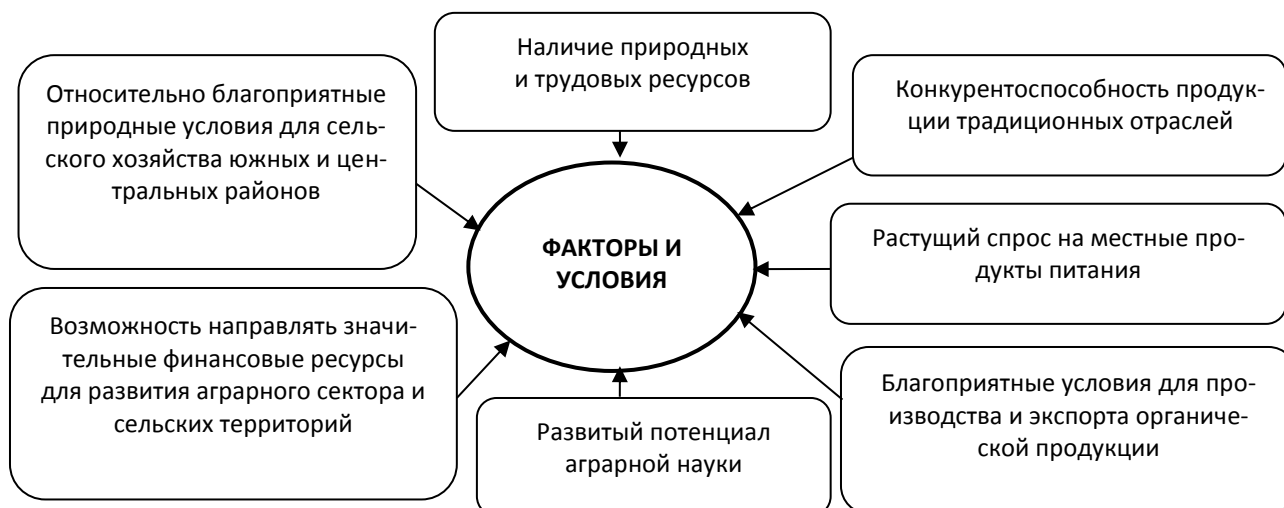 Наличие природных
и трудовых ресурсов
Относительно благоприятные
природные условия для сель-
ского хозяйства южных и цен-
тральных районов
Конкурентоспособность продук-
ции традиционных отраслей
ФАКТОРЫ И
УСЛОВИЯ
Растущий спрос на местные про-
дукты питания
Возможность направлять значи-
тельные финансовые ресурсы
для развития аграрного сектора и
сельских территорий
Развитый потенциал
аграрной науки
Благоприятные условия для про-
изводства и экспорта органиче-
ской продукции